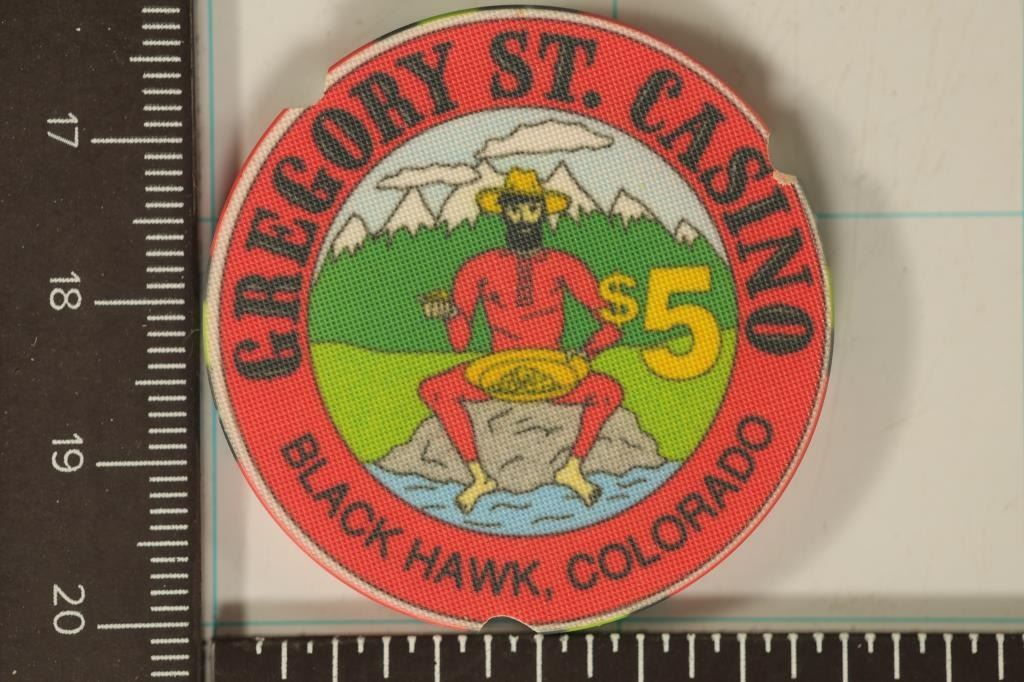 GREGORY ST. CASINO
$5
BLACK HAWK, COLORADO
17
18
19
20